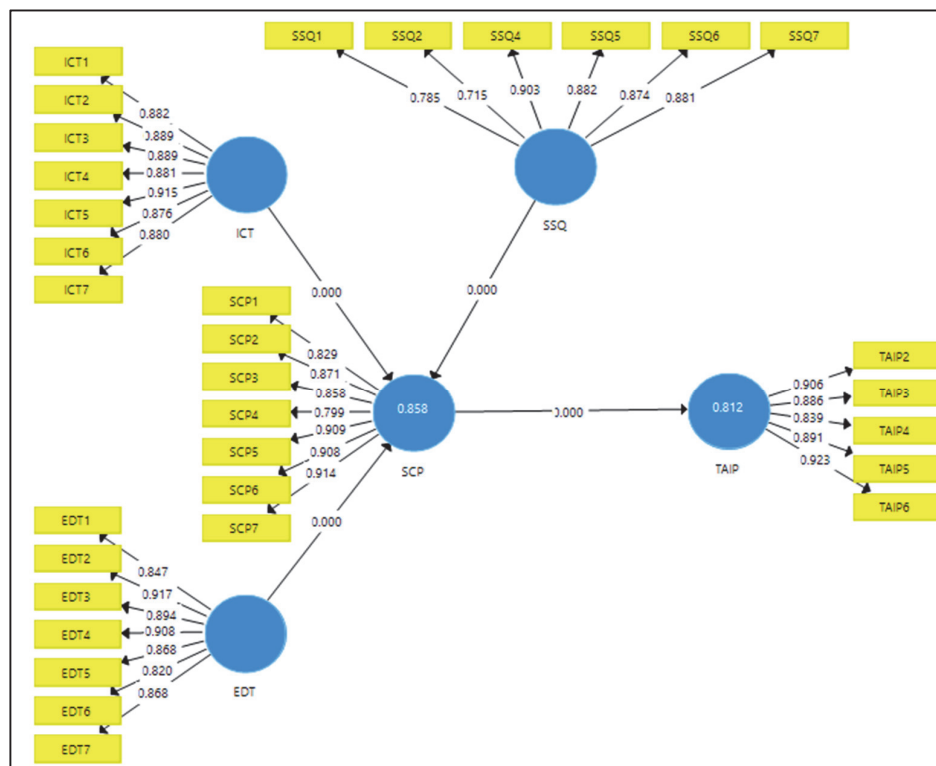 SSQ1 SSQ2 SSQ4 SSQ5 SSQ6 SSQ7
0.785 0.715 0.903 0.882 0.874 0.881
SSQ
ICT1
ICT2
ICT3
ICT4
ICT5
ICT6
ICT7
0.882
0.889
0.889
0.881
0.915
0.876
0.880
ICT
0.000
0.000
SCP1
SCP2
SCP3
SCP4
SCP5
SCP6
SCP7
0.829
0.871
0.858
0.799
0.909
0.908
0.914
0.858
SCP
0.000
0.812
TAIP
0.906
0.886
0.839
0.891
0.923
TAIP2
TAIP3
TAIP4
TAIP5
TAIP6
0.000
EDT1
EDT2
EDT3
EDT4
EDT5
EDT6
EDT7
0.847
0.917
0.894
0.908
0.868
0.820
0.868
EDT